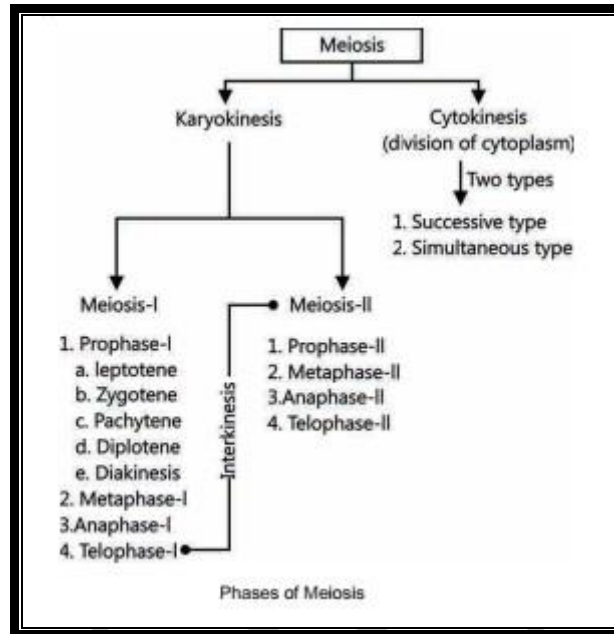 Meiosis
Karyokinesis
Cytokinesis
(division of cytoplasm)
Two types
1. Successive type
2. Simultaneous type
Meiosis-I
1. Prophase-I
a. leptotene
b. Zygotene
c. Pachytene
d. Diplotene
e. Diakinesis
2. Metaphase-I
3.Anaphase-I
4. Telophase-I
Interkinesis
Meiosis-II
1. Prophase-II
2. Metaphase-II
3.Anaphase-II
4. Telophase-II
Phases of Meiosis